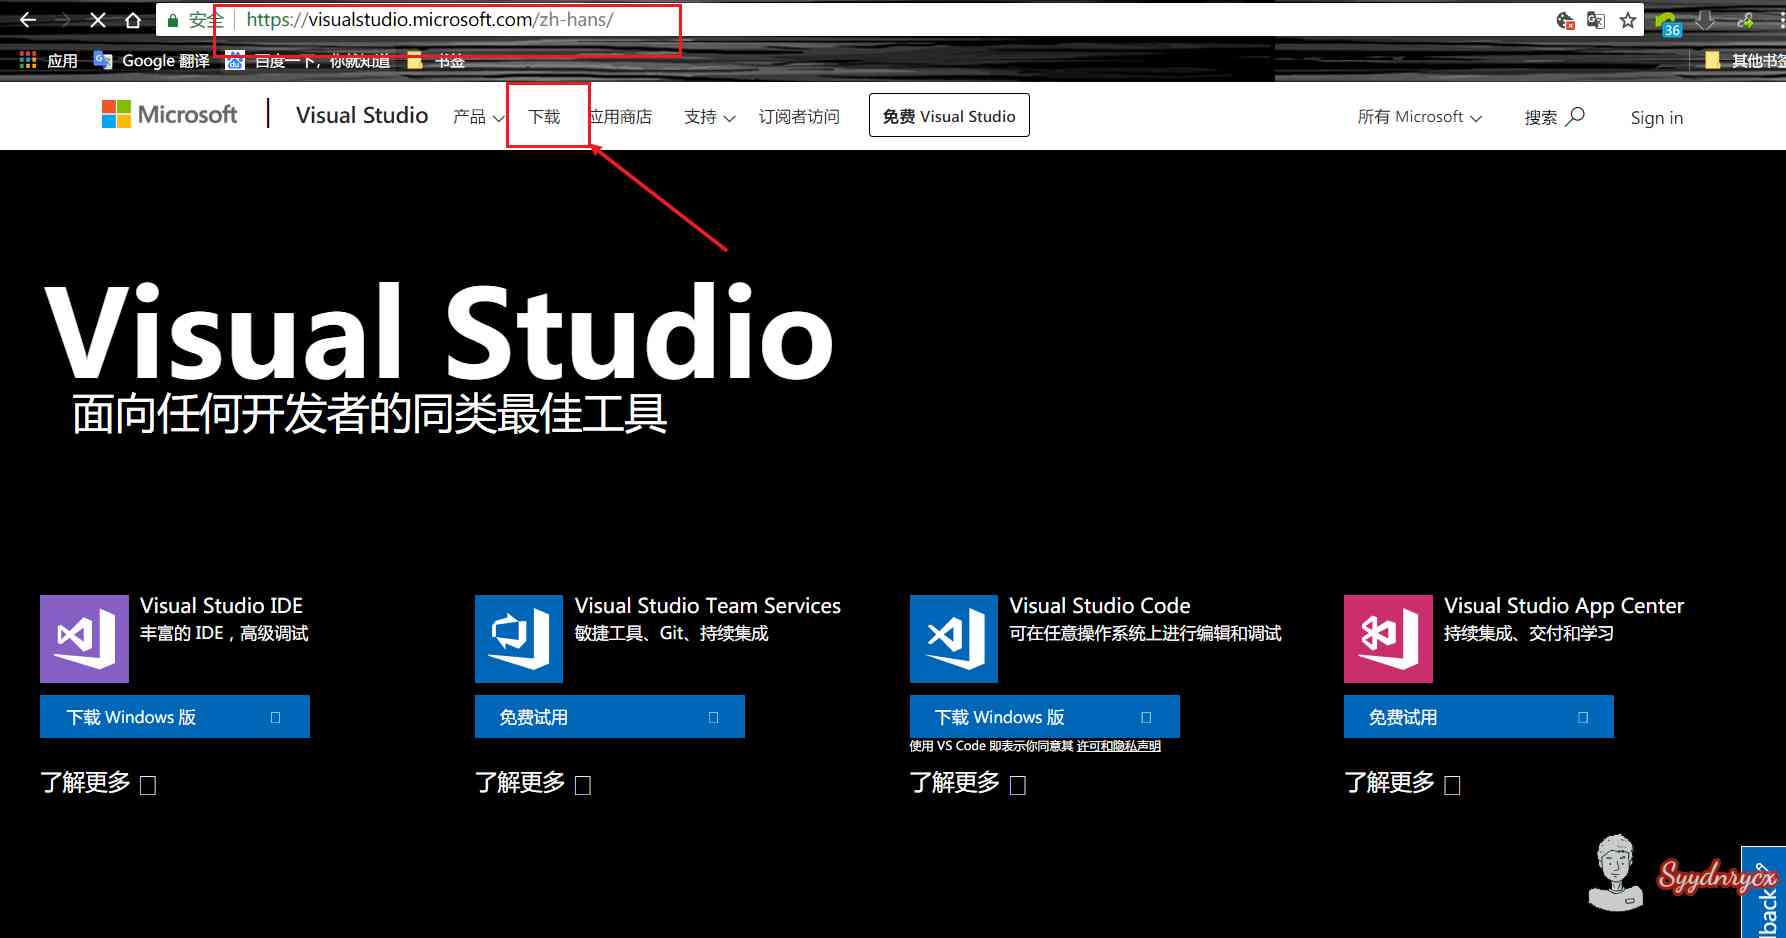 安全 https://visualstudio.microsoft.com/zh-hans/
36
应用 Google 翻译 百度一下，你就知道 书签 其他书签
Microsoft Visual Studio 产品 下载 应用商店 支持 订阅者访问 免费 Visual Studio 所有 Microsoft 搜索 Sign in
Visual Studio
面向任何开发者的同类最佳工具
Visual Studio IDE
丰富的 IDE，高级调试
下载 Windows 版
了解更多
Visual Studio Team Services
敏捷工具、Git、持续集成
免费试用
了解更多
Visual Studio Code
可在任意操作系统上进行编辑和调试
下载 Windows 版
使用 VS Code 即表示你同意其 许可和隐私声明
了解更多
Visual Studio App Center
持续集成、交付和学习
免费试用
了解更多
Syydnrycx